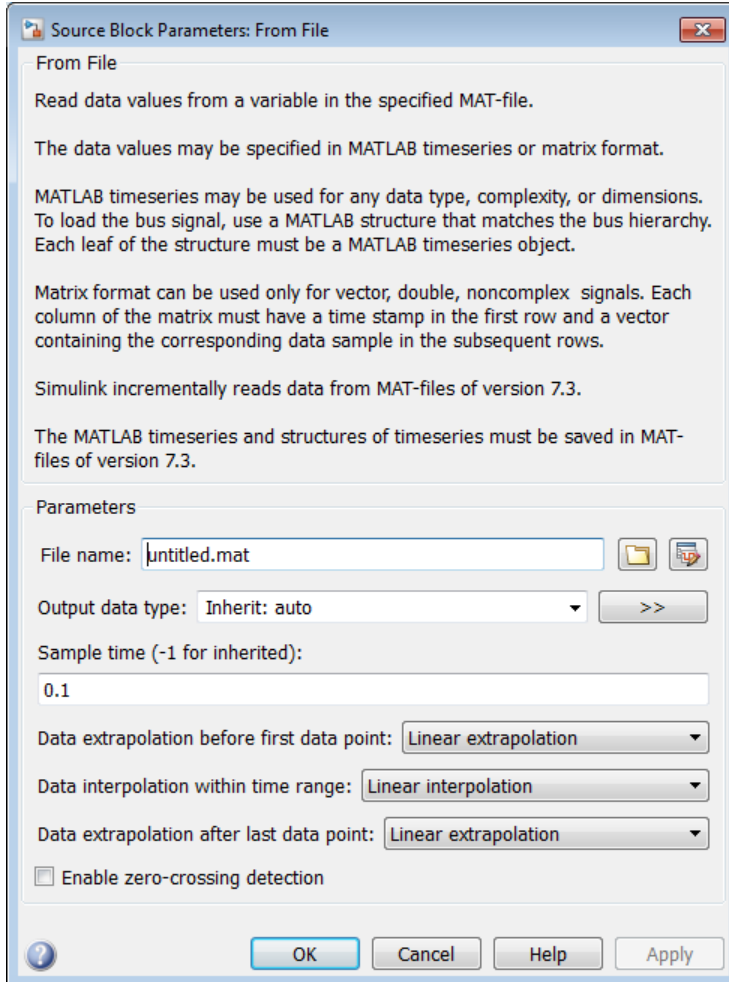 Source Block Parameters: From File
From File
Read data values from a variable in the specified MAT-file.
The data values may be specified in MATLAB timeseries or matrix format.
MATLAB timeseries may be used for any data type, complexity, or dimensions.
To load the bus signal, use a MATLAB structure that matches the bus hierarchy.
Each leaf of the structure must be a MATLAB timeseries object.
Matrix format can be used only for vector, double, noncomplex  signals. Each
column of the matrix must have a time stamp in the first row and a vector
containing the corresponding data sample in the subsequent rows.
Simulink incrementally reads data from MAT-files of version 7.3.
The MATLAB timeseries and structures of timeseries must be saved in MAT-
files of version 7.3.
Parameters
File name: untitled.mat
Output data type: Inherit: auto >>
Sample time (-1 for inherited):
0.1
Data extrapolation before first data point: Linear extrapolation
Data interpolation within time range: Linear interpolation
Data extrapolation after last data point: Linear extrapolation
Enable zero-crossing detection
OK Cancel Help Apply